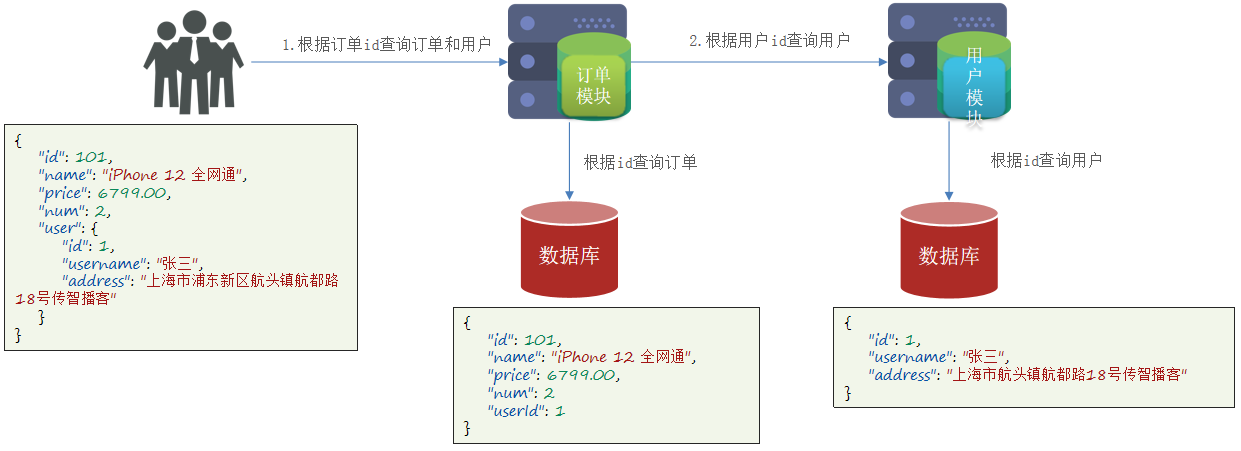 1.根据订单id查询订单和用户
2.根据用户id查询用户
订单
模块
用
户
模
块
根据id查询订单
根据id查询用户
数据库
数据库
{
"id": 101,
"name": "iPhone 12 全网通",
"price": 6799.00,
"num": 2,
"user": {
"id": 1,
"username": "张三",
"address": "上海市浦东新区航头镇航都路
18号传智播客"
}
}
{
"id": 101,
"name": "iPhone 12 全网通",
"price": 6799.00,
"num": 2
"userId": 1
}
{
"id": 1,
"username": "张三",
"address": "上海市航头镇航都路18号传智播客"
}